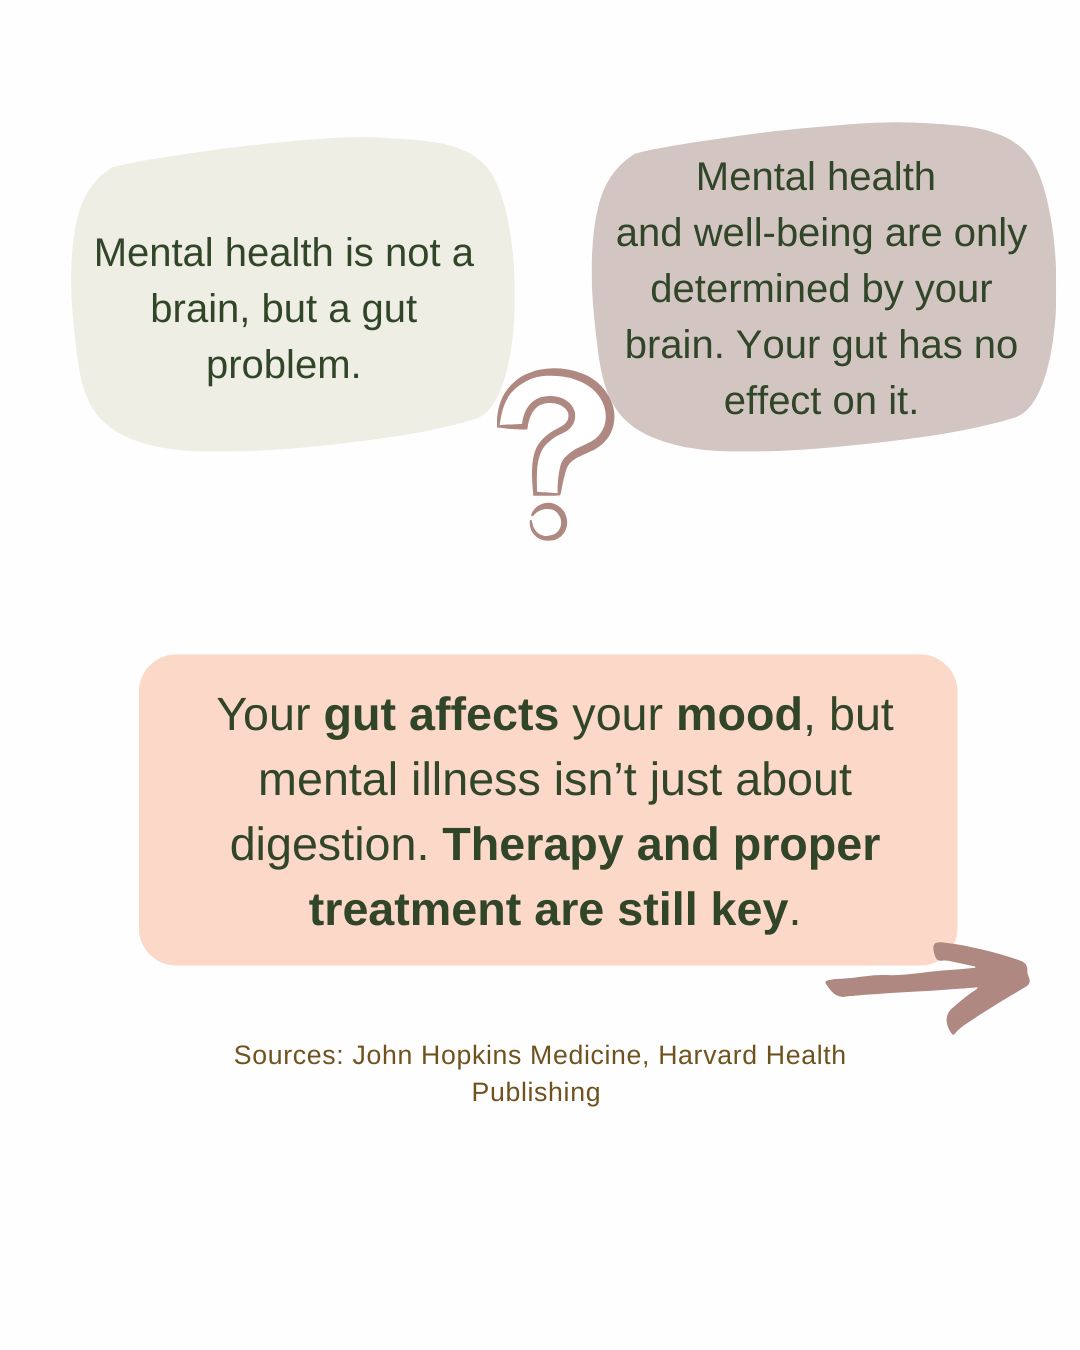 Mental health is not a
brain, but a gut
problem.
Mental health
and well-being are only
determined by your
brain. Your gut has no
effect on it.
?
Your gut affects your mood, but
mental illness isn’t just about
digestion. Therapy and proper
treatment are still key.
Sources: John Hopkins Medicine, Harvard Health
Publishing